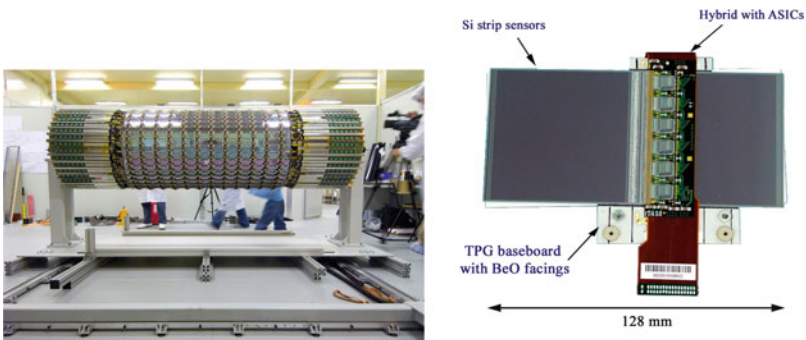 Hybrid with ASICs
Si strip sensors
TPG baseboard
with BeO facings
128 mm